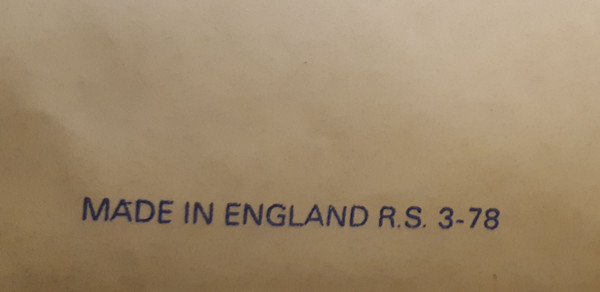 MADE IN ENGLAND R.S. 3-78